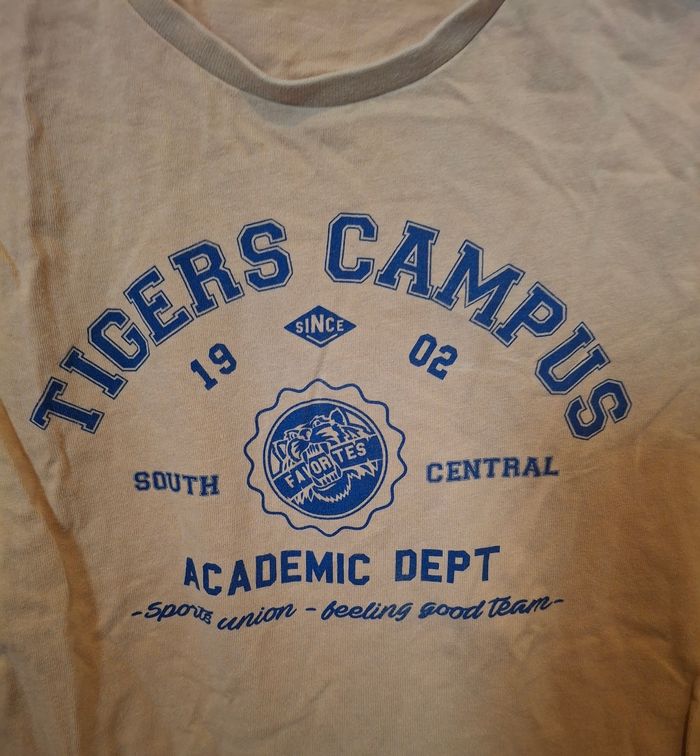 TIGERS CAMPUS
SINCE
19 02
FAVORITES
SOUTH CENTRAL
ACADEMIC DEPT
-Sports union - feeling good team-